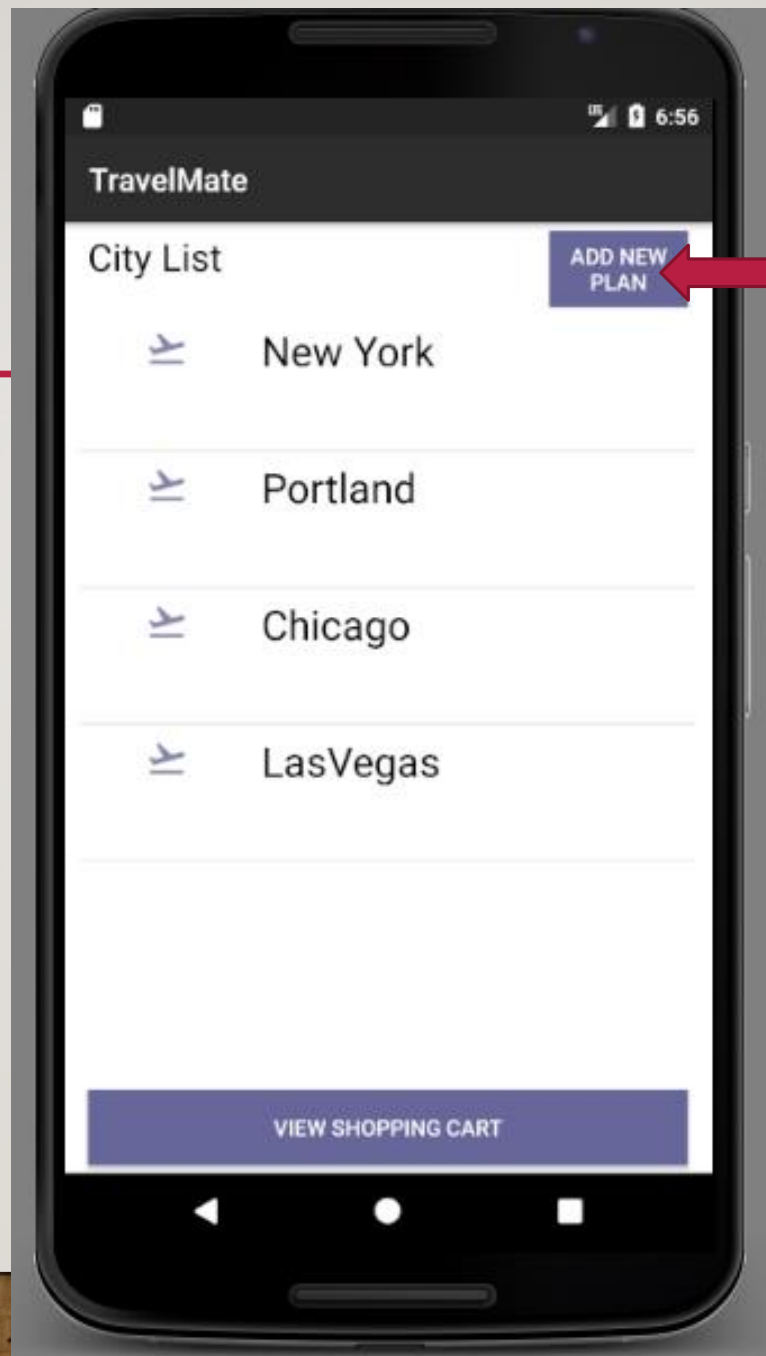 6:56
TravelMate
City List
ADD NEW
PLAN
New York
Portland
Chicago
LasVegas
VIEW SHOPPING CART